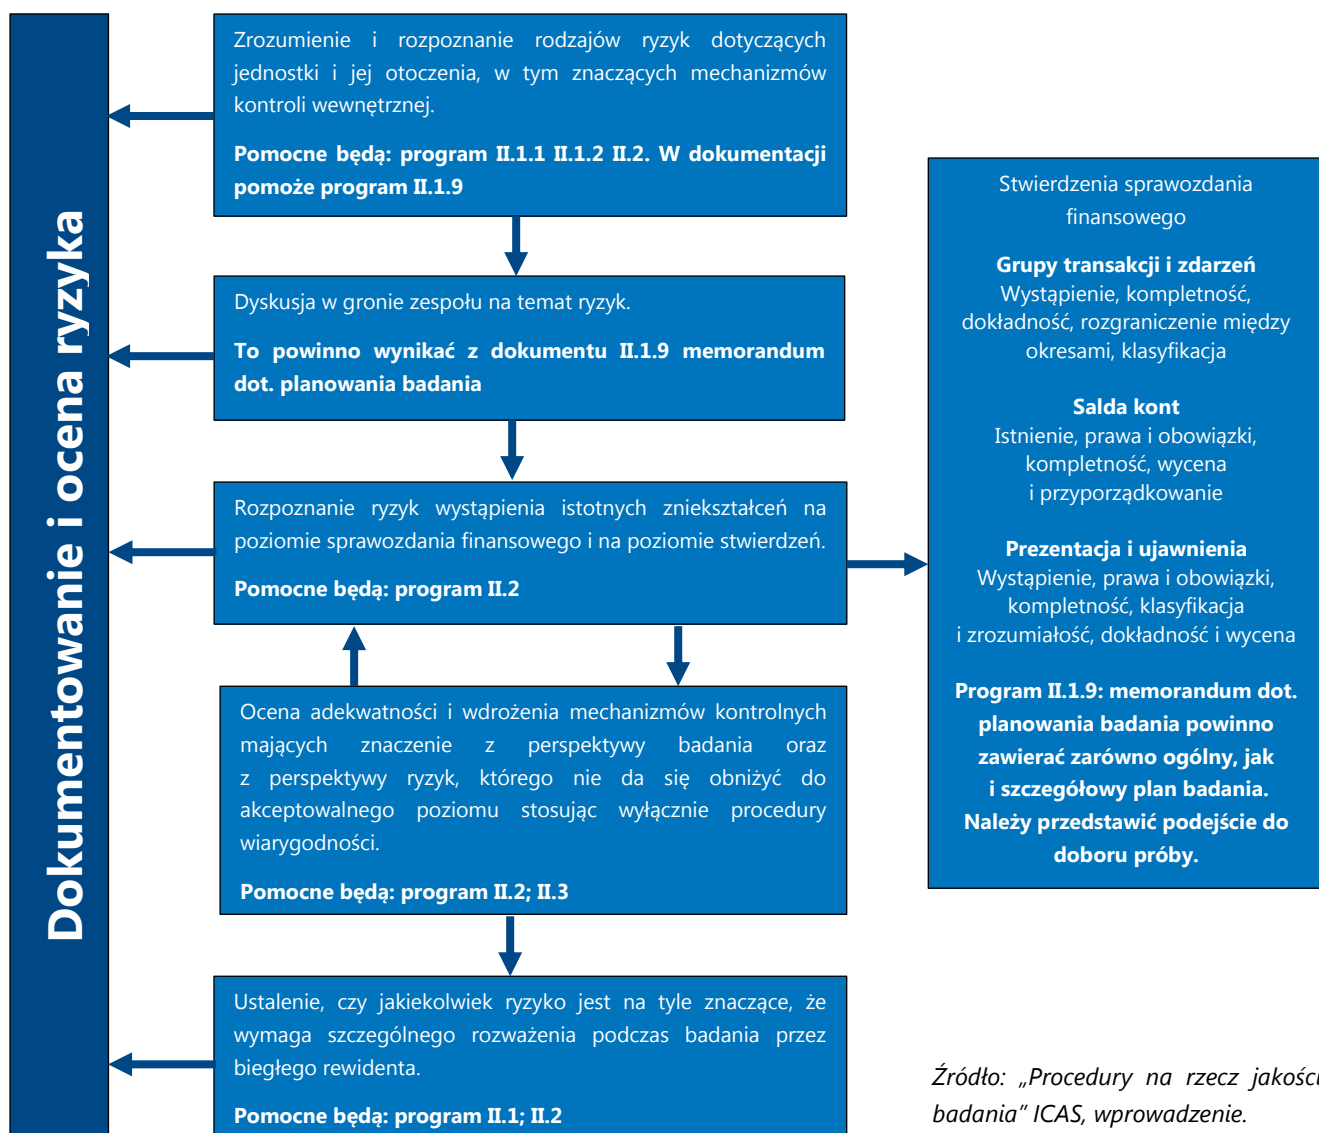 Dokumentowanie i ocena ryzyka
Zrozumienie i rozpoznanie rodzajów ryzyk dotyczących
jednostki i jej otoczenia, w tym znaczących mechanizmów
kontroli wewnętrznej.
Pomocne będą: program II.1.1 II.1.2 II.2. W dokumentacji
pomoże program II.1.9
Dyskusja w gronie zespołu na temat ryzyk.
To powinno wynikać z dokumentu II.1.9 memorandum
dot. planowania badania
Rozpoznanie ryzyk wystąpienia istotnych zniekształceń na
poziomie sprawozdania finansowego i na poziomie stwierdzeń.
Pomocne będą: program II.2
Ocena adekwatności i wdrożenia mechanizmów kontrolnych
mających znaczenie z perspektywy badania oraz
z perspektywy ryzyk, którego nie da się obniżyć do
akceptowalnego poziomu stosując wyłącznie procedury
wiarygodności.
Pomocne będą: program II.2; II.3
Ustalenie, czy jakiekolwiek ryzyko jest na tyle znaczące, że
wymaga szczególnego rozważenia podczas badania przez
biegłego rewidenta.
Pomocne będą: program II.1; II.2
Stwierdzenia sprawozdania
finansowego
Grupy transakcji i zdarzeń
Wystąpienie, kompletność,
dokładność, rozgraniczenie między
okresami, klasyfikacja
Salda kont
Istnienie, prawa i obowiązki,
kompletność, wycena
i przyporządkowanie
Prezentacja i ujawnienia
Wystąpienie, prawa i obowiązki,
kompletność, klasyfikacja
i zrozumiałość, dokładność i wycena
Program II.1.9: memorandum dot.
planowania badania powinno
zawierać zarówno ogólny, jak
i szczegółowy plan badania.
Należy przedstawić podejście do
doboru próby.
Źródło: „Procedury na rzecz jakości
badania” ICAS, wprowadzenie.